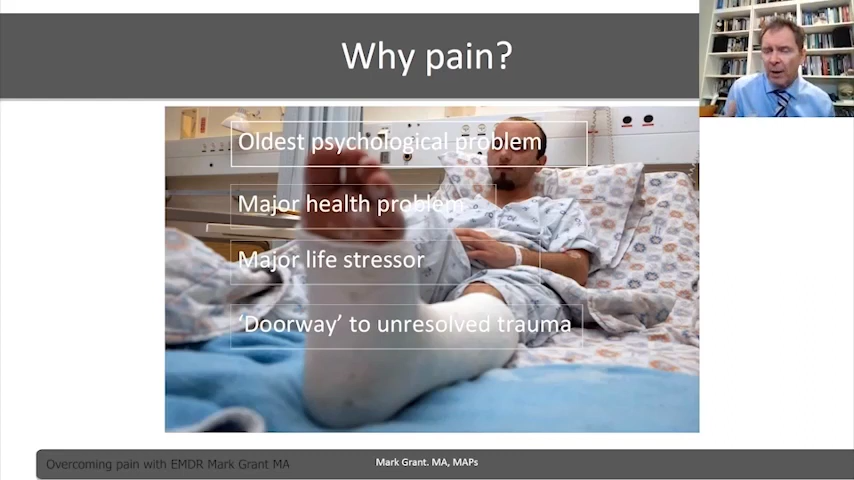 Why pain?
Oldest psychological problem
Major health problem
Major life stressor
‘Doorway’ to unresolved trauma
Overcoming pain with EMDR Mark Grant MA
Mark Grant. MA, MAPs